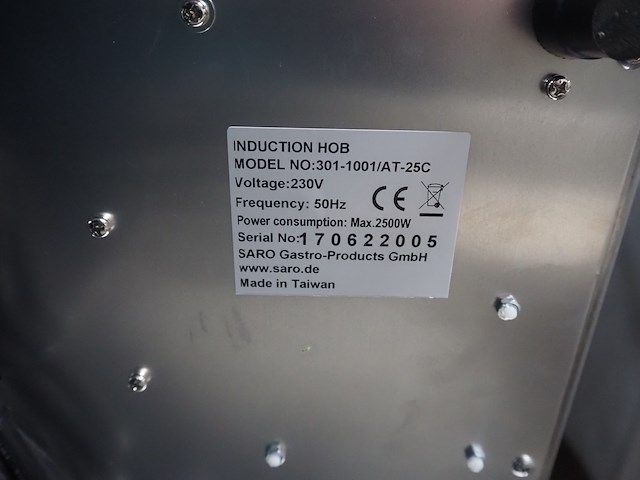 INDUCTION HOB
MODEL NO:301-1001/AT-25C
Voltage:230V
CE
Frequency: 50Hz
Power consumption: Max.2500W
Serial No:170622005
SARO Gastro-Products GmbH
www.saro.de
Made in Taiwan